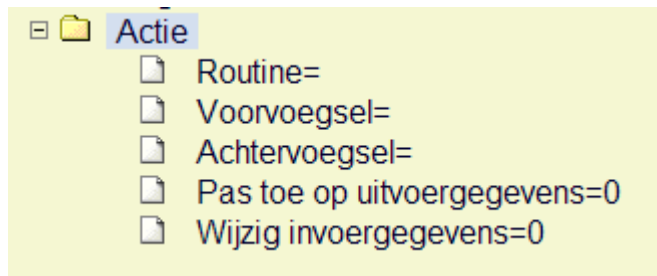 Actie
Routine=
Voorvoegsel=
Achtervoegsel=
Pas toe op uitvoergegevens=0
Wijzig invoergegevens=0